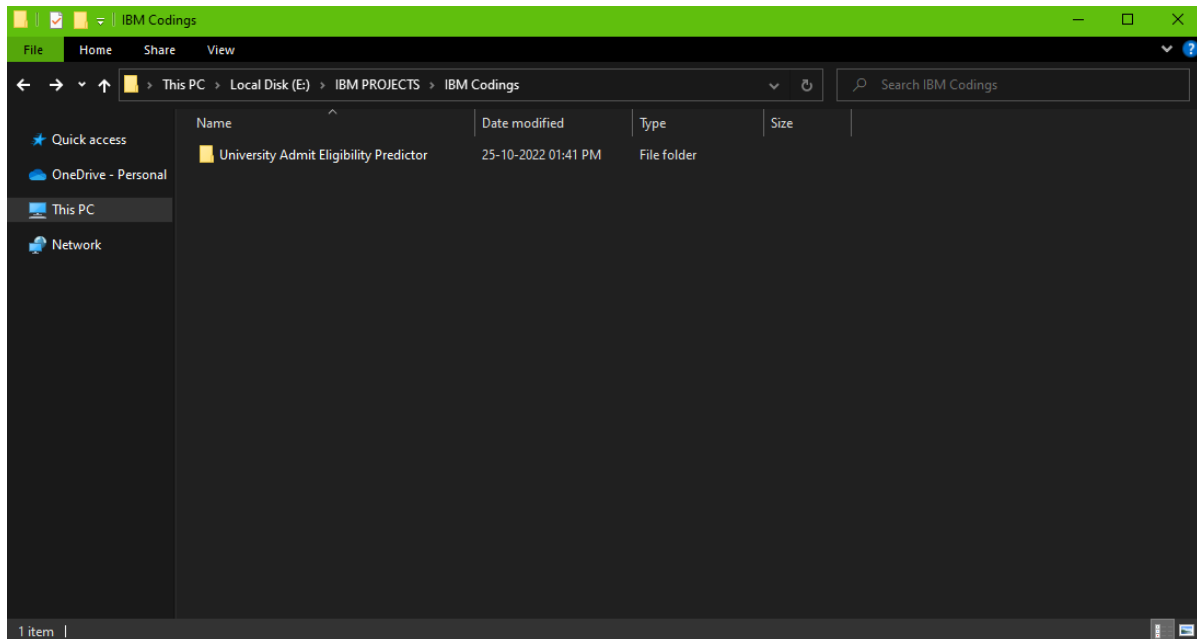 IBM Codings
File Home Share View
?
This PC > Local Disk (E:) > IBM PROJECTS > IBM Codings
Search IBM Codings
Name Date modified Type Size
Quick access
University Admit Eligibility Predictor 25-10-2022 01:41 PM File folder
OneDrive - Personal
This PC
Network
1 item